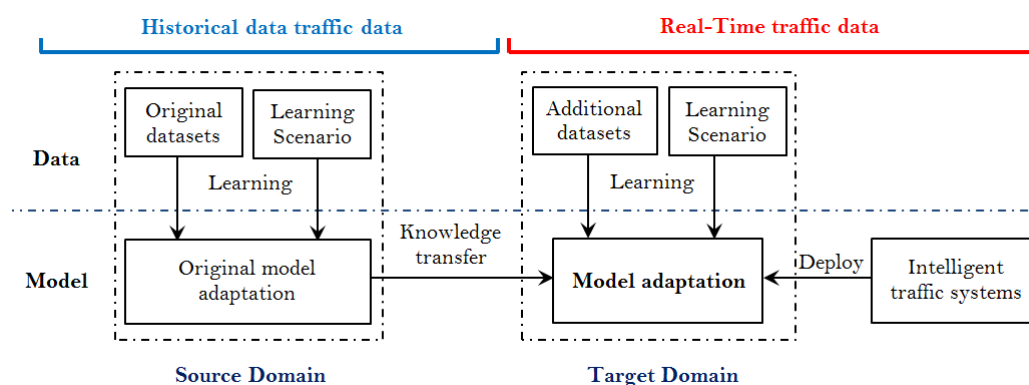 Historical data traffic data
Real-Time traffic data
Original
datasets
Learning
Scenario
Additional
datasets
Learning
Scenario
Data
Learning
Learning
Knowledge
transfer
Model
Original model
adaptation
Model adaptation
Deploy
Intelligent
traffic systems
Source Domain
Target Domain